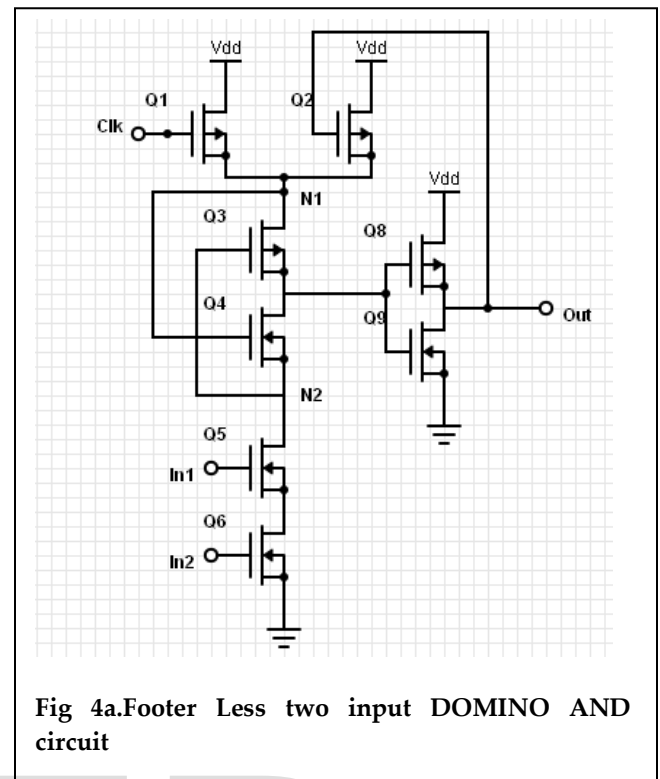 Vdd
Vdd
Q1
Q2
Clk
N1
Vdd
Q3
Q8
Q4
Q9
Out
N2
Q5
In1
Q6
In2
Fig 4a.Footer Less two input DOMINO AND
circuit